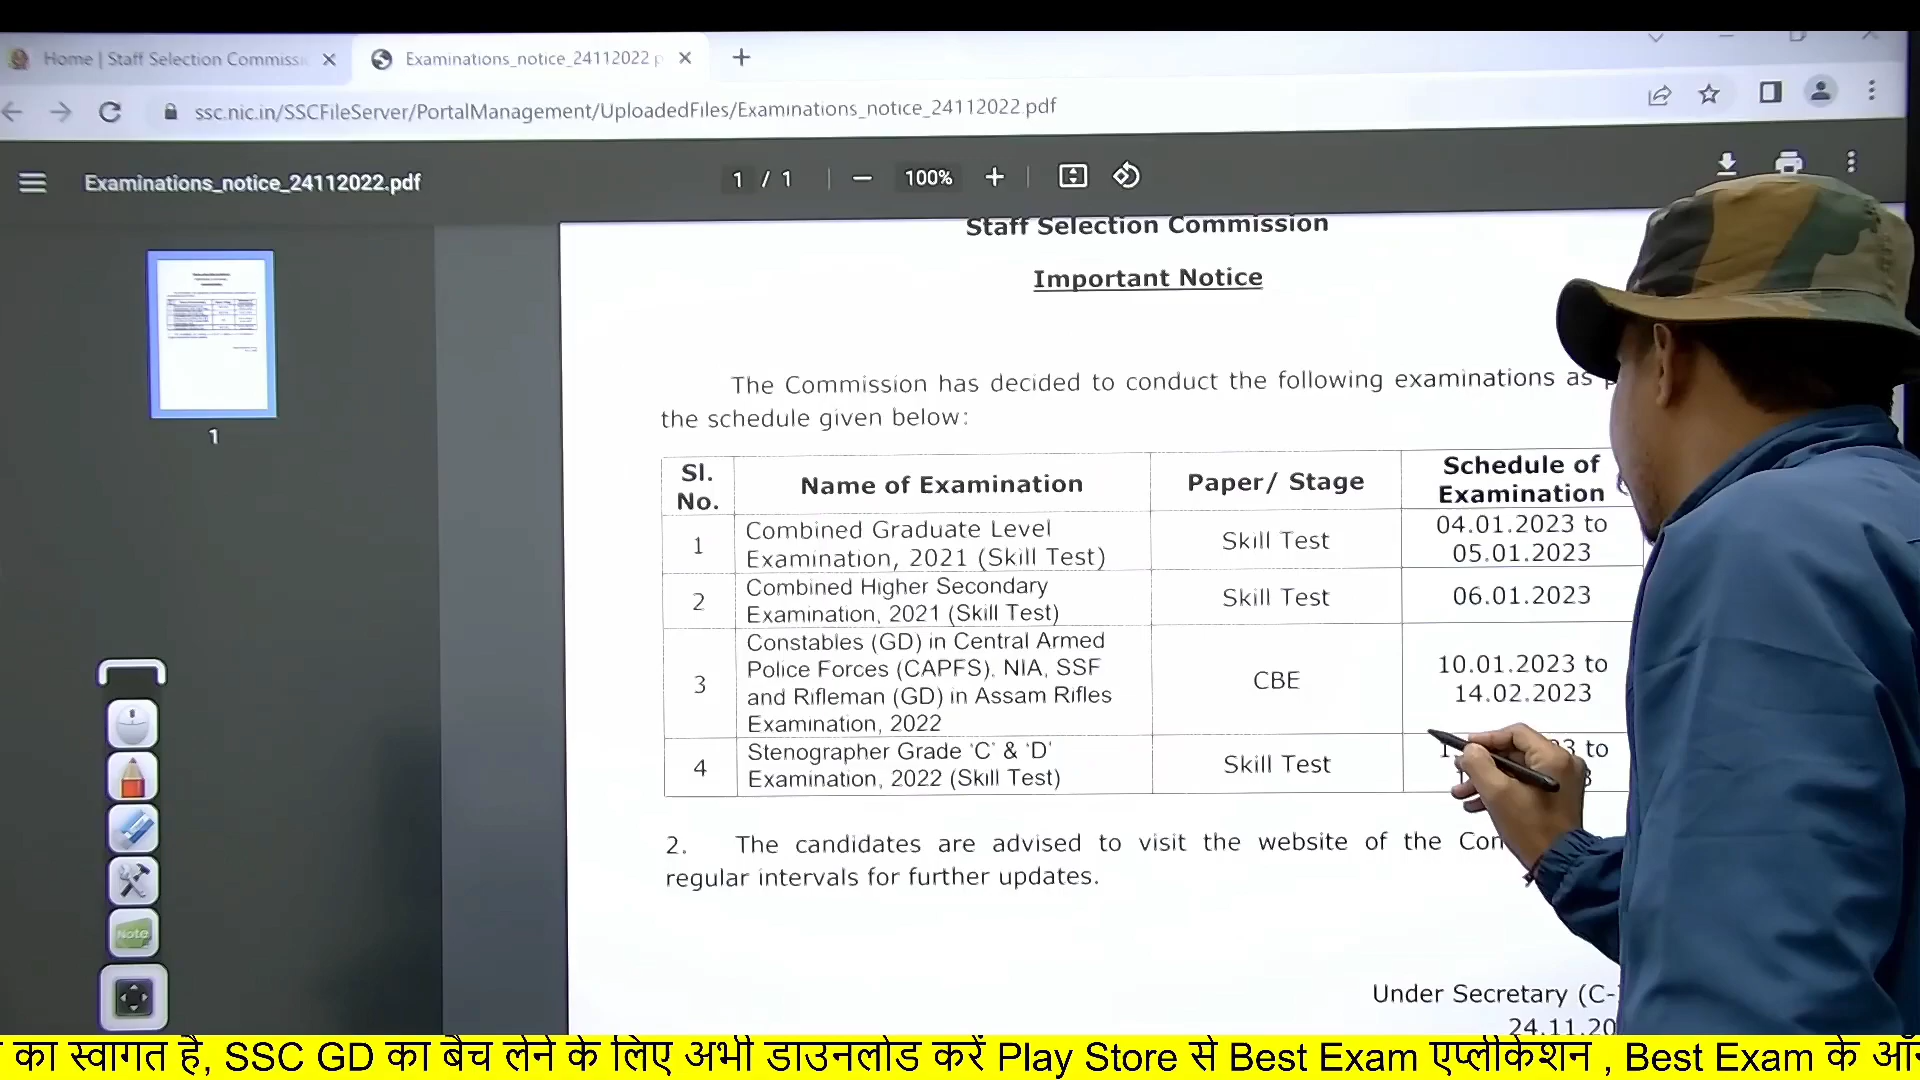 Home | Staff Selection Commissi
Examinations_notice_24112022 p
ssc.nic.in/SSCFileServer/PortalManagement/UploadedFiles/Examinations_notice_24112022.pdf
Examinations_notice_24112022.pdf
1 / 1
100%
Staff Selection Commission
Important Notice
The Commission has decided to conduct the following examinations as
the schedule given below:
Sl. No. Name of Examination Paper/ Stage Schedule of Examination
1 Combined Graduate Level Examination, 2021 (Skill Test) Skill Test 04.01.2023 to 05.01.2023
2 Combined Higher Secondary Examination, 2021 (Skill Test) Skill Test 06.01.2023
3 Constables (GD) in Central Armed Police Forces (CAPFS), NIA, SSF and Rifleman (GD) in Assam Rifles Examination, 2022 CBE 10.01.2023 to 14.02.2023
4 Stenographer Grade 'C' & 'D' Examination, 2022 (Skill Test) Skill Test to
2. The candidates are advised to visit the website of the
regular intervals for further updates.
Under Secretary (C-
24.11.20
1
Note
का स्वागत है, SSC GD का बैच लेने के लिए अभी डाउनलोड करें Play Store से Best Exam एप्लीकेशन , Best Exam के